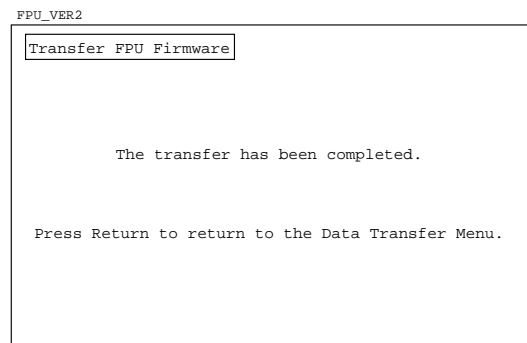 FPU_VER2
Transfer FPU Firmware
The transfer has been completed.
Press Return to return to the Data Transfer Menu.